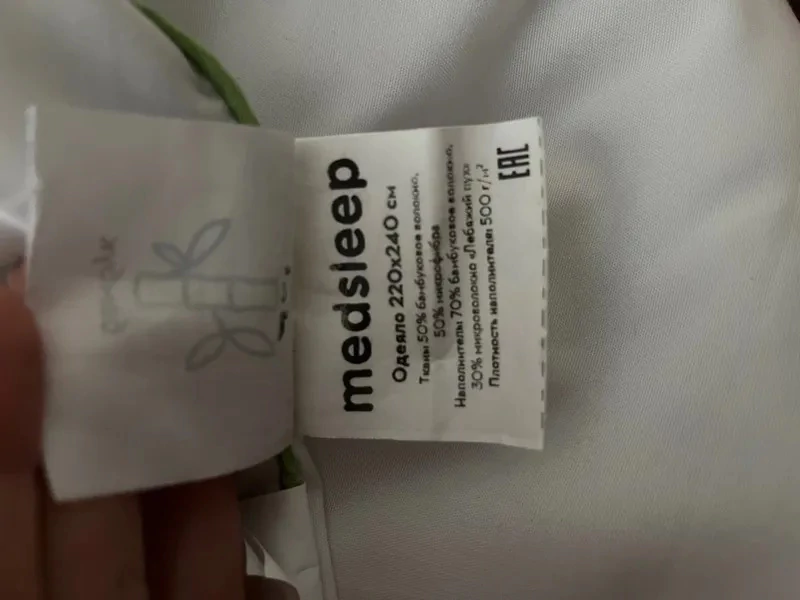 medsleep
Одеяло 220х240 см
Ткань: 50% бамбуковое волокно,
50% микрофибра
Наполнитель: 70% бамбуковое волокно,
30% микроволокно «Лебяжий пух»
Плотность наполнителя: 500 г/м²
EAC